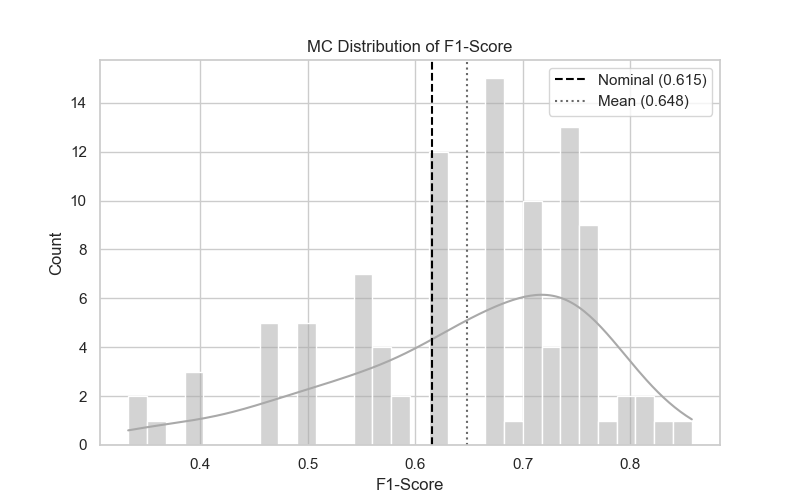 MC Distribution of F1-Score
Nominal (0.615)
Mean (0.648)
14
12
10
8
6
4
2
0
Count
0.4 0.5 0.6 0.7 0.8
F1-Score